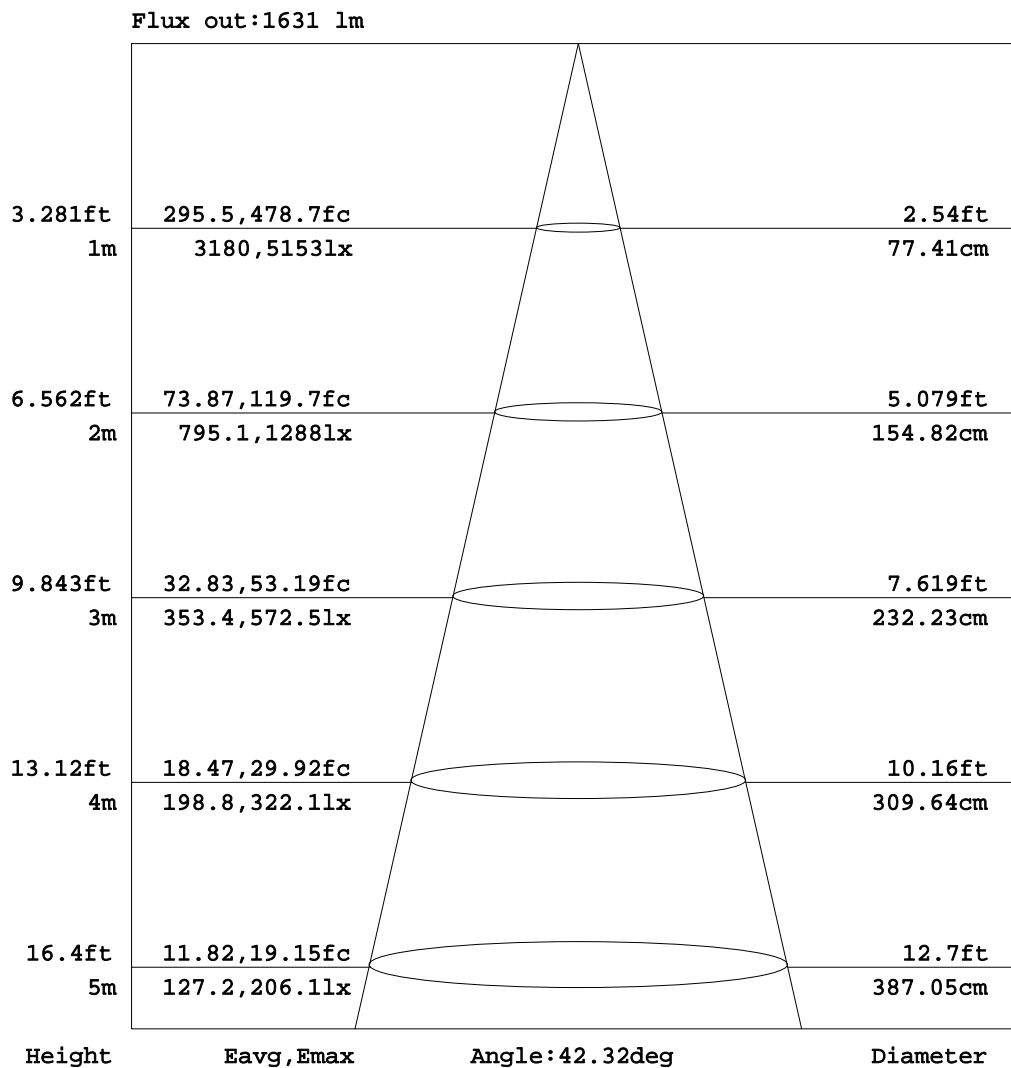 Flux out:1631 lm
3.281ft 295.5,478.7fc 2.54ft
1m 3180,5153lx 77.41cm
6.562ft 73.87,119.7fc 5.079ft
2m 795.1,1288lx 154.82cm
9.843ft 32.83,53.19fc 7.619ft
3m 353.4,572.5lx 232.23cm
13.12ft 18.47,29.92fc 10.16ft
4m 198.8,322.1lx 309.64cm
16.4ft 11.82,19.15fc 12.7ft
5m 127.2,206.1lx 387.05cm
Height Eavg,Emax Angle:42.32deg Diameter